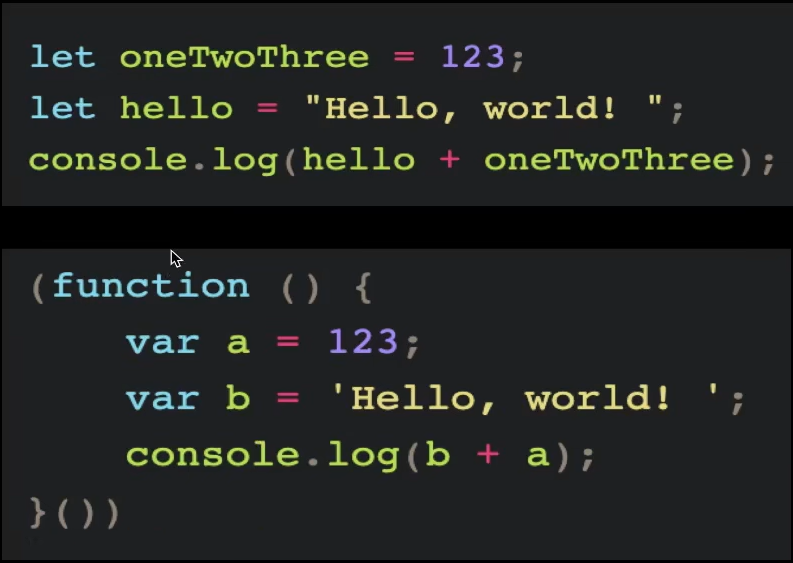 let oneTwoThree = 123;
let hello = "Hello, world! ";
console.log(hello + oneTwoThree);
(function () {
    var a = 123;
    var b = 'Hello, world! ';
    console.log(b + a);
}())